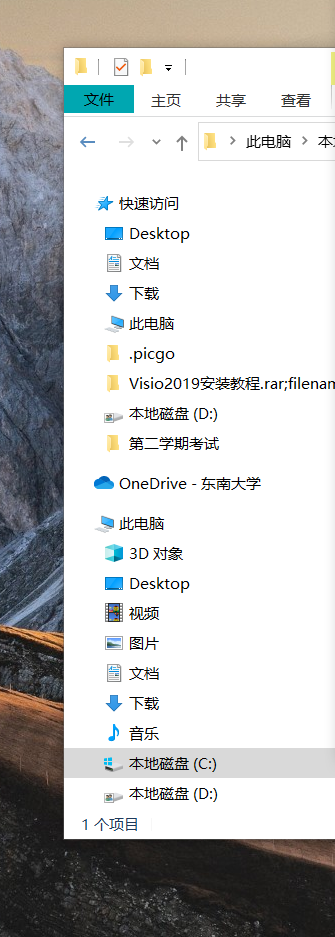 文件 主页 共享 查看
此电脑
快速访问
Desktop
文档
下载
此电脑
.picgo
Visio2019安装教程.rar;filenam
本地磁盘 (D:)
第二学期考试
OneDrive - 东南大学
此电脑
3D 对象
Desktop
视频
图片
文档
下载
音乐
本地磁盘 (C:)
本地磁盘 (D:)
1 个项目